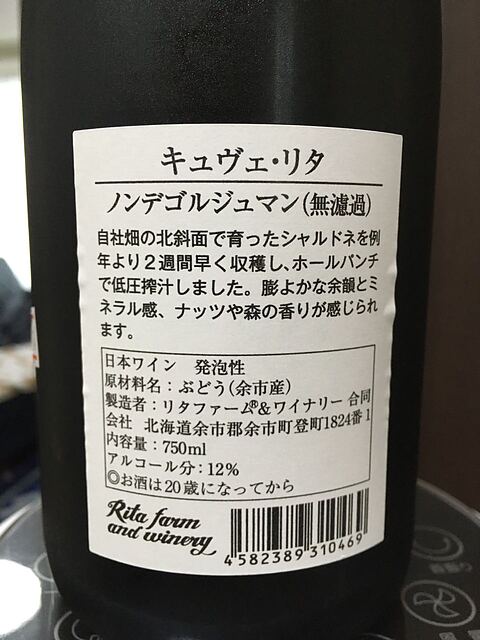 キュヴェ・リタ
ノンデゴルジュマン(無濾過)
自社畑の北斜面で育ったシャルドネを例
年より2週間早く収穫し、ホールバンチ
で低圧搾汁しました。膨よかな余韻とミ
ネラル感、ナッツや森の香りが感じられ
ます。
日本ワイン 発泡性
原材料名：ぶどう(余市産)
製造者：リタファーム®&ワイナリー 合同
会社 北海道余市郡余市町登町1824番1
内容量：750ml
アルコール分：12%
◎お酒は20歳になってから
Rita farm
and winery
4582389310469